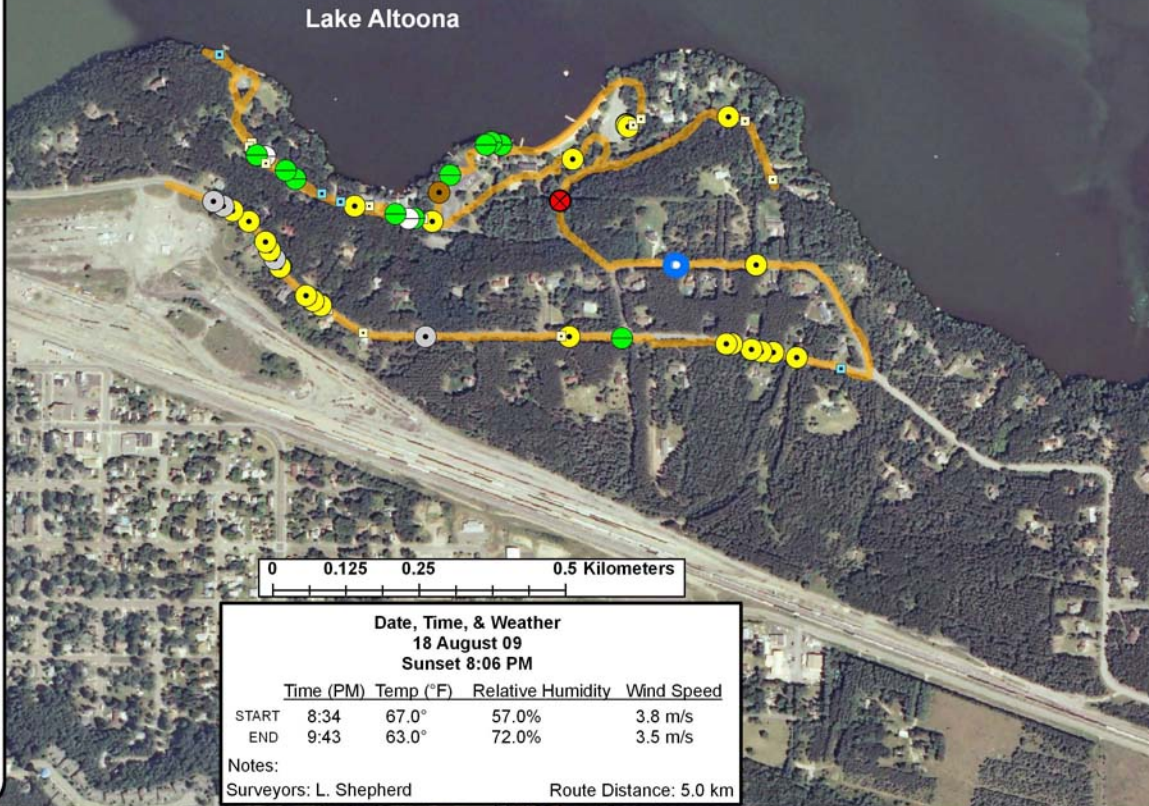 Lake Altoona
0 0.125 0.25 0.5 Kilometers
Date, Time, & Weather
18 August 09
Sunset 8:06 PM
Time (PM) Temp (°F) Relative Humidity Wind Speed
START 8:34 67.0° 57.0% 3.8 m/s
END 9:43 63.0° 72.0% 3.5 m/s
Notes:
Surveyors: L. Shepherd Route Distance: 5.0 km